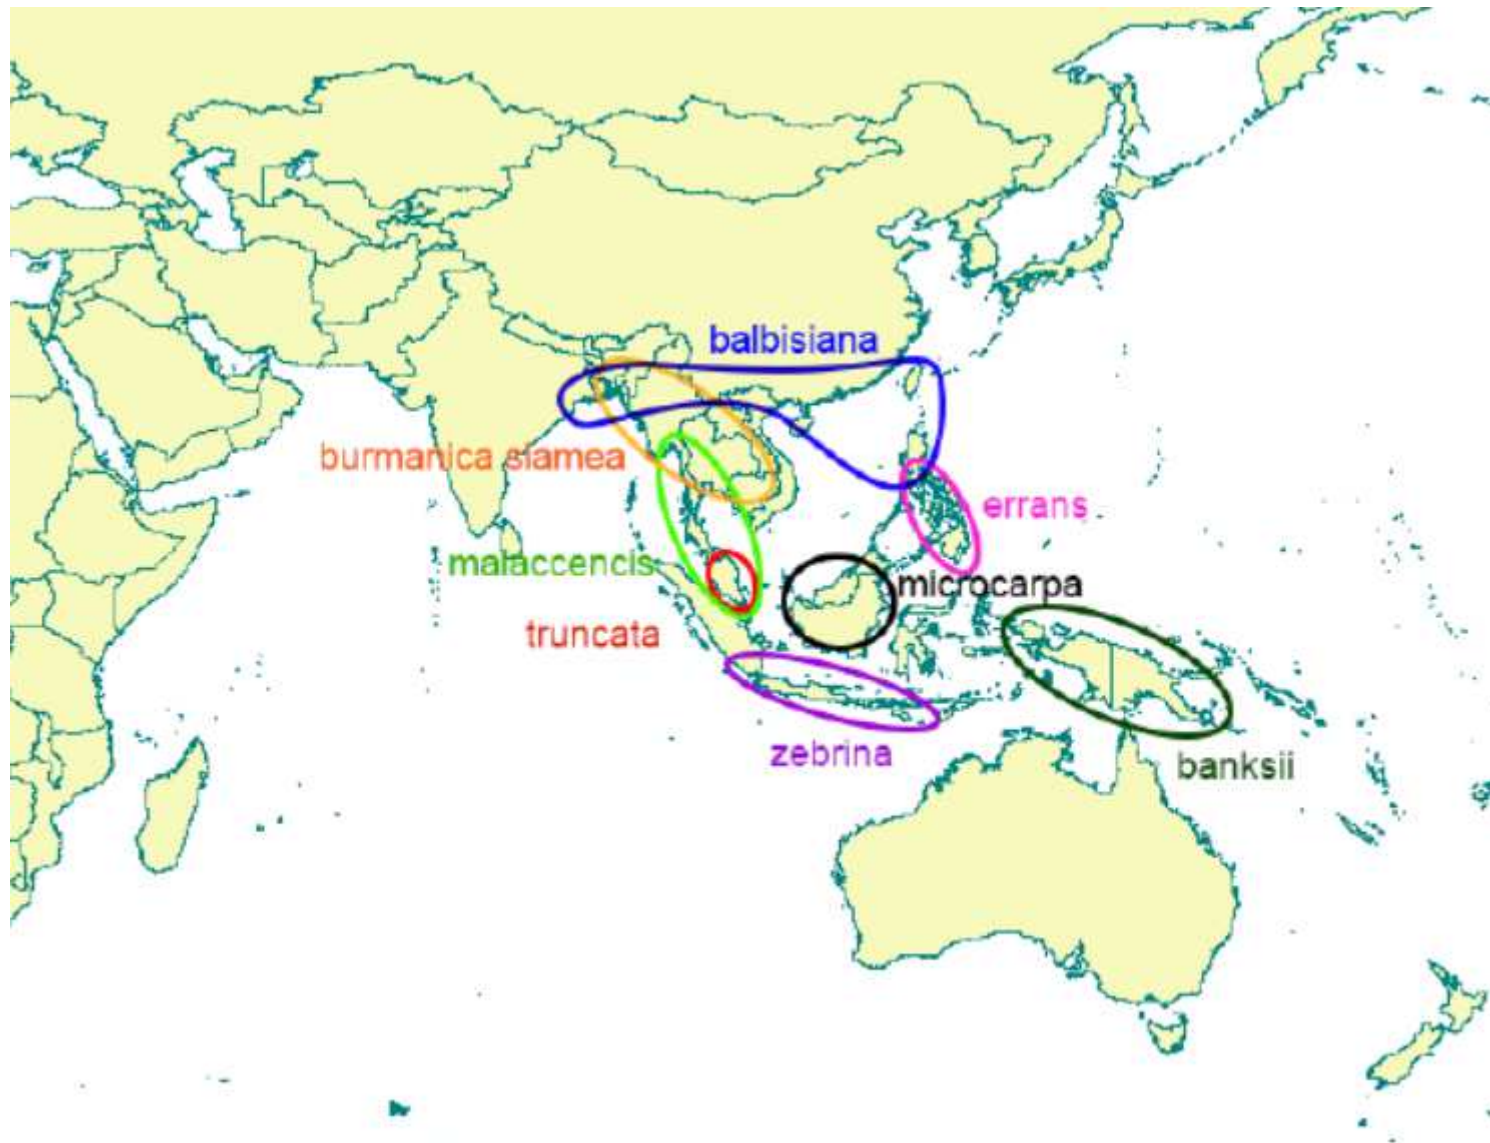 balbisiana
burmanica siamea
errans
malaccencis
microcarpa
truncata
zebrina
banksii